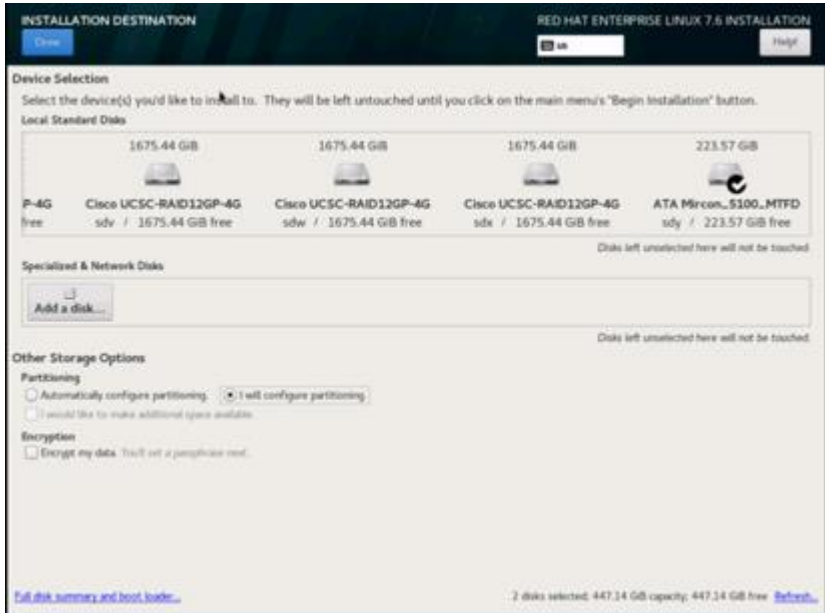 INSTALLATION DESTINATION
RED HAT ENTERPRISE LINUX 7.6 INSTALLATION
Done
us
Help!
Device Selection
Select the device(s) you'd like to install to. They will be left untouched until you click on the main menu's "Begin Installation" button.
Local Standard Disks
1675.44 GiB
1675.44 GiB
1675.44 GiB
223.57 GiB
P-4G
Cisco UCSC-RAID12GP-4G
Cisco UCSC-RAID12GP-4G
Cisco UCSC-RAID12GP-4G
ATA Mircon_5100_MTFD
free
sdv / 1675.44 GiB free
sdw / 1675.44 GiB free
sdx / 1675.44 GiB free
sdy / 223.57 GiB free
Disks left unselected here will not be touched.
Specialized & Network Disks
Add a disk...
Disks left unselected here will not be touched.
Other Storage Options
Partitioning
Automatically configure partitioning.
I will configure partitioning.
I would like to make additional space available.
Encryption
Encrypt my data. You'll set a passphrase next.
Full disk summary and boot loader...
2 disks selected; 447.14 GiB capacity; 447.14 GiB free
Refresh...